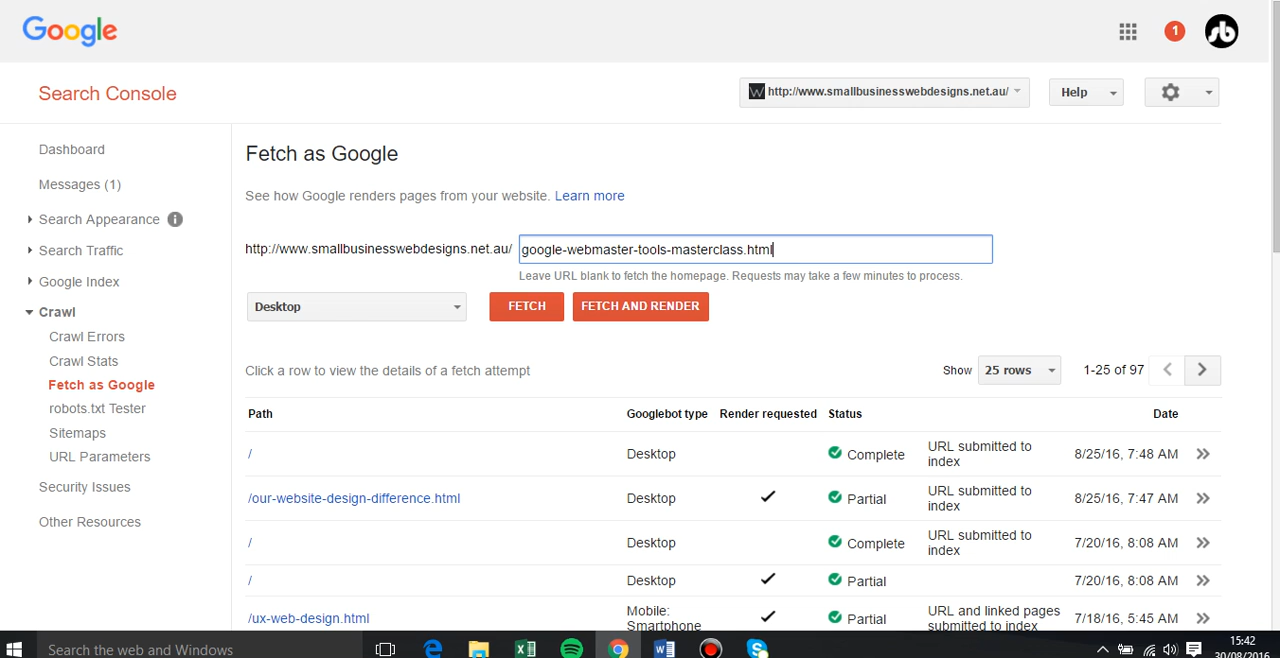 Google
1
sb
Search Console
http://www.smallbusinesswebdesigns.net.au/
Help
Dashboard
Messages (1)
Search Appearance
Search Traffic
Google Index
Crawl
Crawl Errors
Crawl Stats
Fetch as Google
robots.txt Tester
Sitemaps
URL Parameters
Security Issues
Other Resources
Fetch as Google
See how Google renders pages from your website. Learn more
http://www.smallbusinesswebdesigns.net.au/ google-webmaster-tools-masterclass.html
Leave URL blank to fetch the homepage. Requests may take a few minutes to process.
Desktop FETCH FETCH AND RENDER
Click a row to view the details of a fetch attempt Show 25 rows 1-25 of 97
Path Googlebot type Render requested Status Date
/ Desktop Complete URL submitted to index 8/25/16, 7:48 AM
/our-website-design-difference.html Desktop Partial URL submitted to index 8/25/16, 7:47 AM
/ Desktop Complete URL submitted to index 7/20/16, 8:08 AM
/ Desktop Partial 7/20/16, 8:08 AM
/ux-web-design.html Mobile: Smartphone Partial URL and linked pages submitted to index 7/18/16, 5:45 AM
Search the web and Windows
15:42
30/08/2016